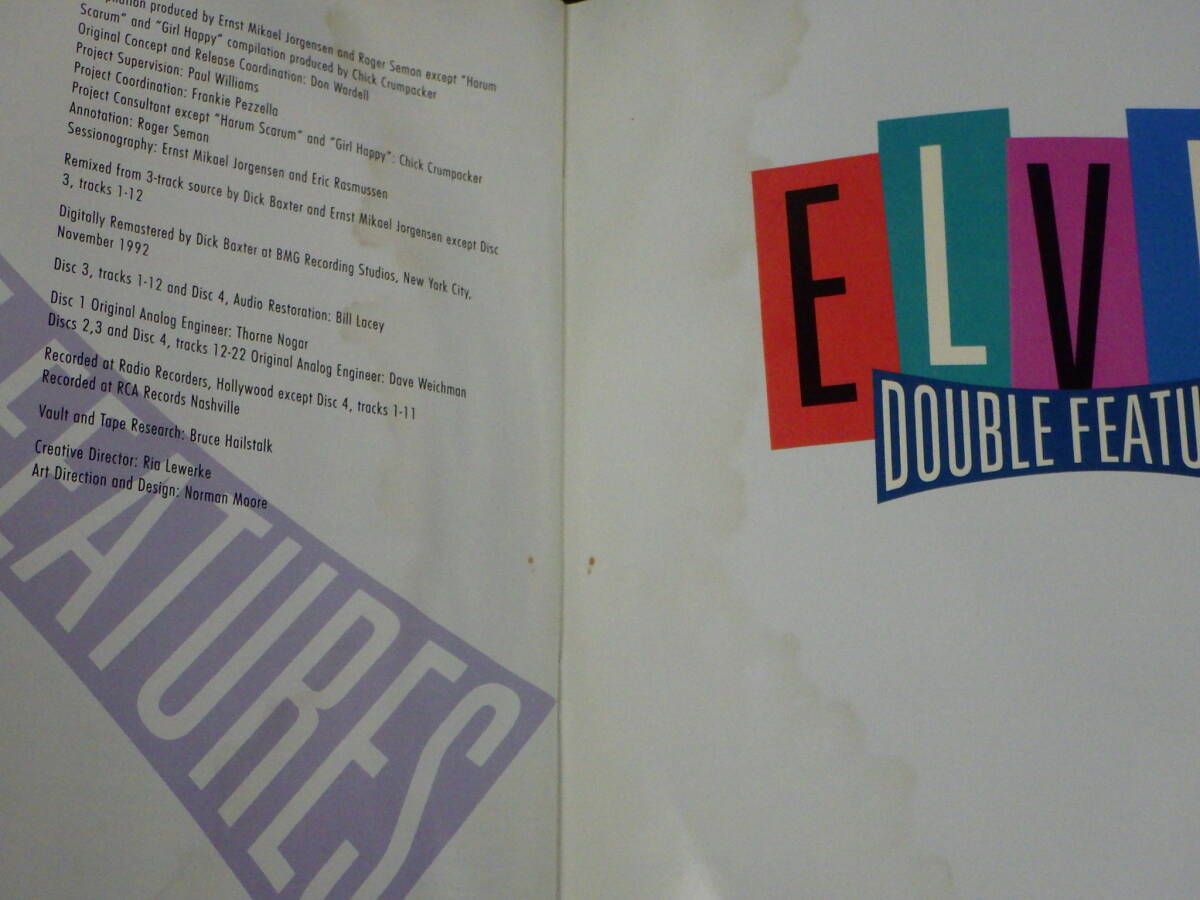 produced by Ernst Mikael Jorgensen and Roger Semon except "Harum
Scarum" and "Girl Happy" compilation produced by Chick Crumpacker
Original Concept and Release Coordination: Don Wardell
Project Supervision: Paul Williams
Project Coordination: Frankie Pezzella
Project Consultant except "Harum Scarum" and "Girl Happy": Chick Crumpacker
Annotation: Roger Semon
Sessionography: Ernst Mikael Jorgensen and Eric Rasmussen
Remixed from 3-track source by Dick Baxter and Ernst Mikael Jorgensen except Disc
3, tracks 1-12
Digitally Remastered by Dick Baxter at BMG Recording Studios, New York City,
November 1992
Disc 3, tracks 1-12 and Disc 4, Audio Restoration: Bill Lacey
Disc 1 Original Analog Engineer: Thorne Nogar
Discs 2,3 and Disc 4, tracks 12-22 Original Analog Engineer: Dave Weichman
Recorded at Radio Recorders, Hollywood except Disc 4, tracks 1-11
Recorded at RCA Records Nashville
Vault and Tape Research: Bruce Hailstalk
Creative Director: Ria Lewerke
Art Direction and Design: Norman Moore
FEATURES
ELV
DOUBLE FEATU